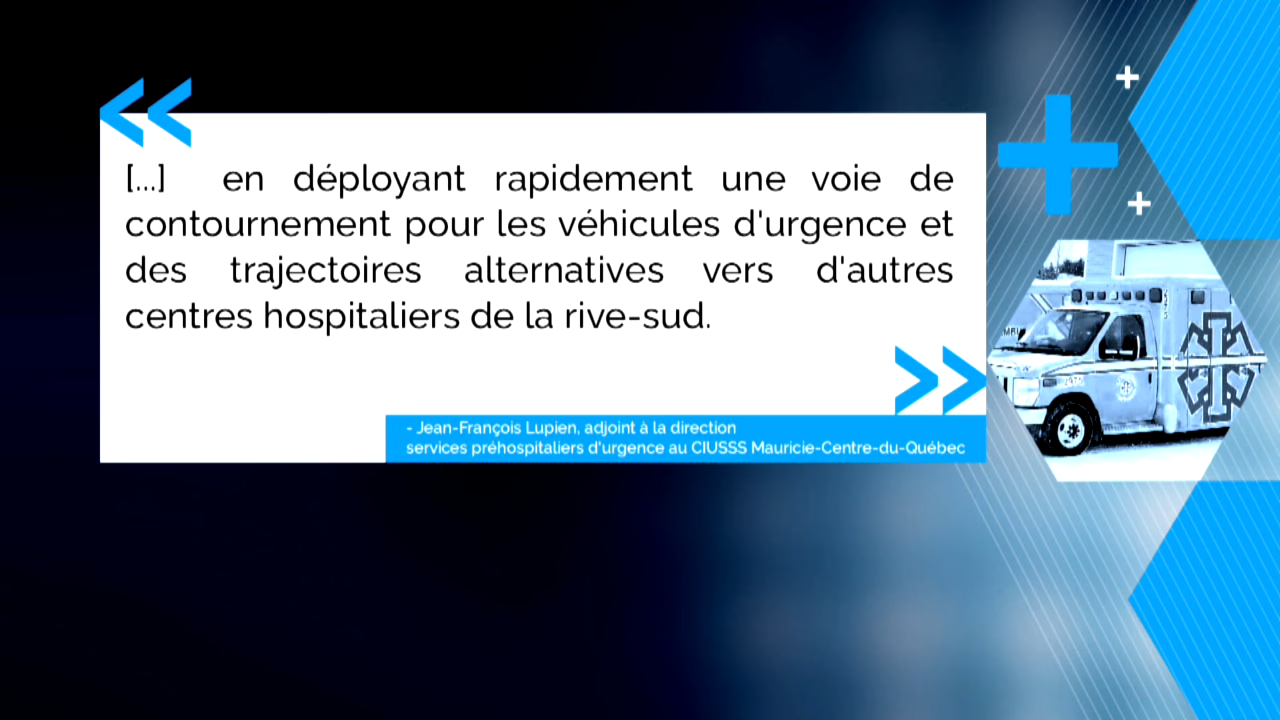 «
[...] en déployant rapidement une voie de
contournement pour les véhicules d'urgence et
des trajectoires alternatives vers d'autres
centres hospitaliers de la rive-sud.
»
- Jean-François Lupien, adjoint à la direction
services préhospitaliers d'urgence au CIUSSS Mauricie-Centre-du-Québec